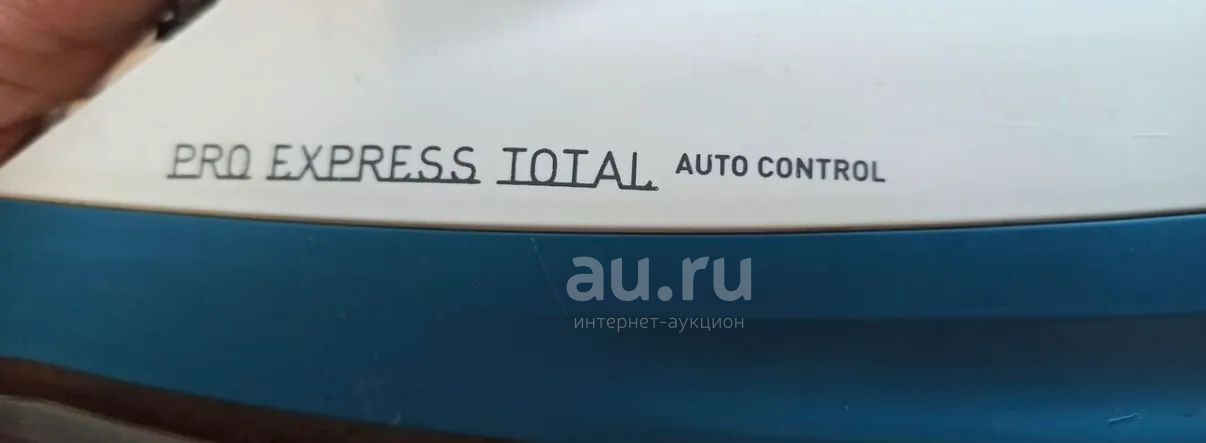 PRO EXPRESS TOTAL AUTO CONTROL
au.ru
интернет-аукцион